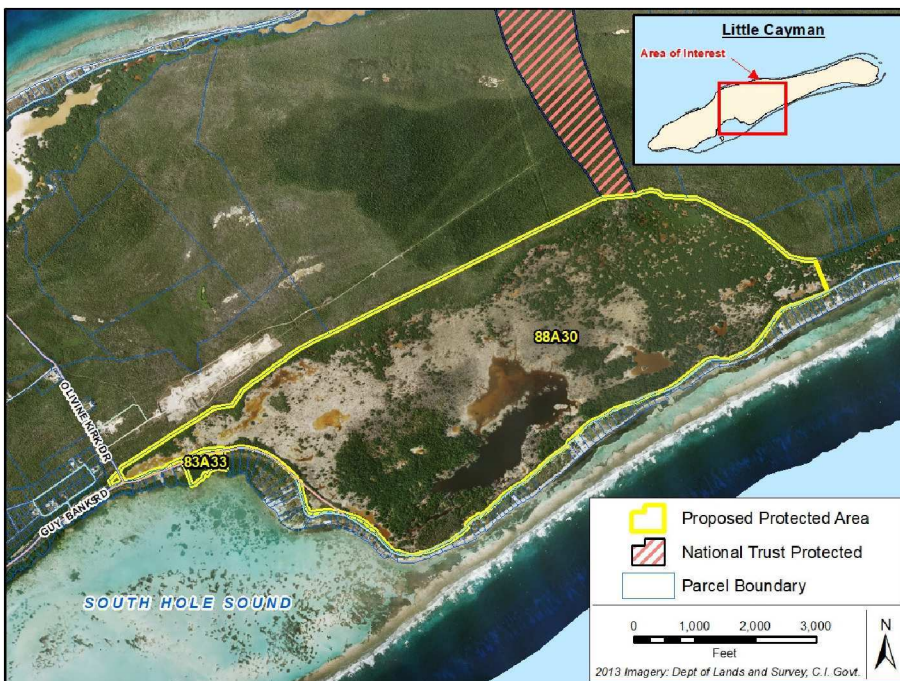 Little Cayman
Area of Interest
88A30
OLIVINE KIRK DR
83A33
GUY BANKS RD
SOUTH HOLE SOUND
Proposed Protected Area
National Trust Protected
Parcel Boundary
0 1,000 2,000 3,000
Feet
N
2013 Imagery: Dept of Lands and Survey, C.I. Govt.